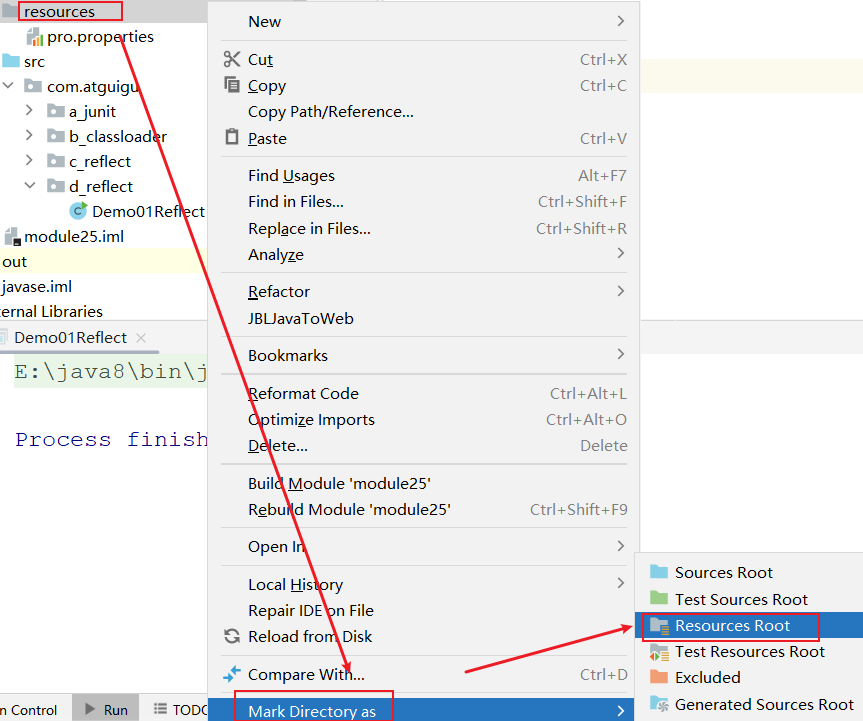 resources
pro.properties
src
com.atguigu
a_junit
b_classloader
c_reflect
d_reflect
Demo01Reflect
module25.iml
out
javase.iml
ernal Libraries
Demo01Reflect
E:\java8\bin\j
Process finish
n Control
Run
TODO
New
Cut Ctrl+X
Copy Ctrl+C
Copy Path/Reference...
Paste Ctrl+V
Find Usages Alt+F7
Find in Files... Ctrl+Shift+F
Replace in Files... Ctrl+Shift+R
Analyze
Refactor
JBLJavaToWeb
Bookmarks
Reformat Code Ctrl+Alt+L
Optimize Imports Ctrl+Alt+O
Delete... Delete
Build Module 'module25'
Rebuild Module 'module25' Ctrl+Shift+F9
Open In
Local History
Repair IDE on File
Reload from Disk
Compare With... Ctrl+D
Mark Directory as
Sources Root
Test Sources Root
Resources Root
Test Resources Root
Excluded
Generated Sources Root